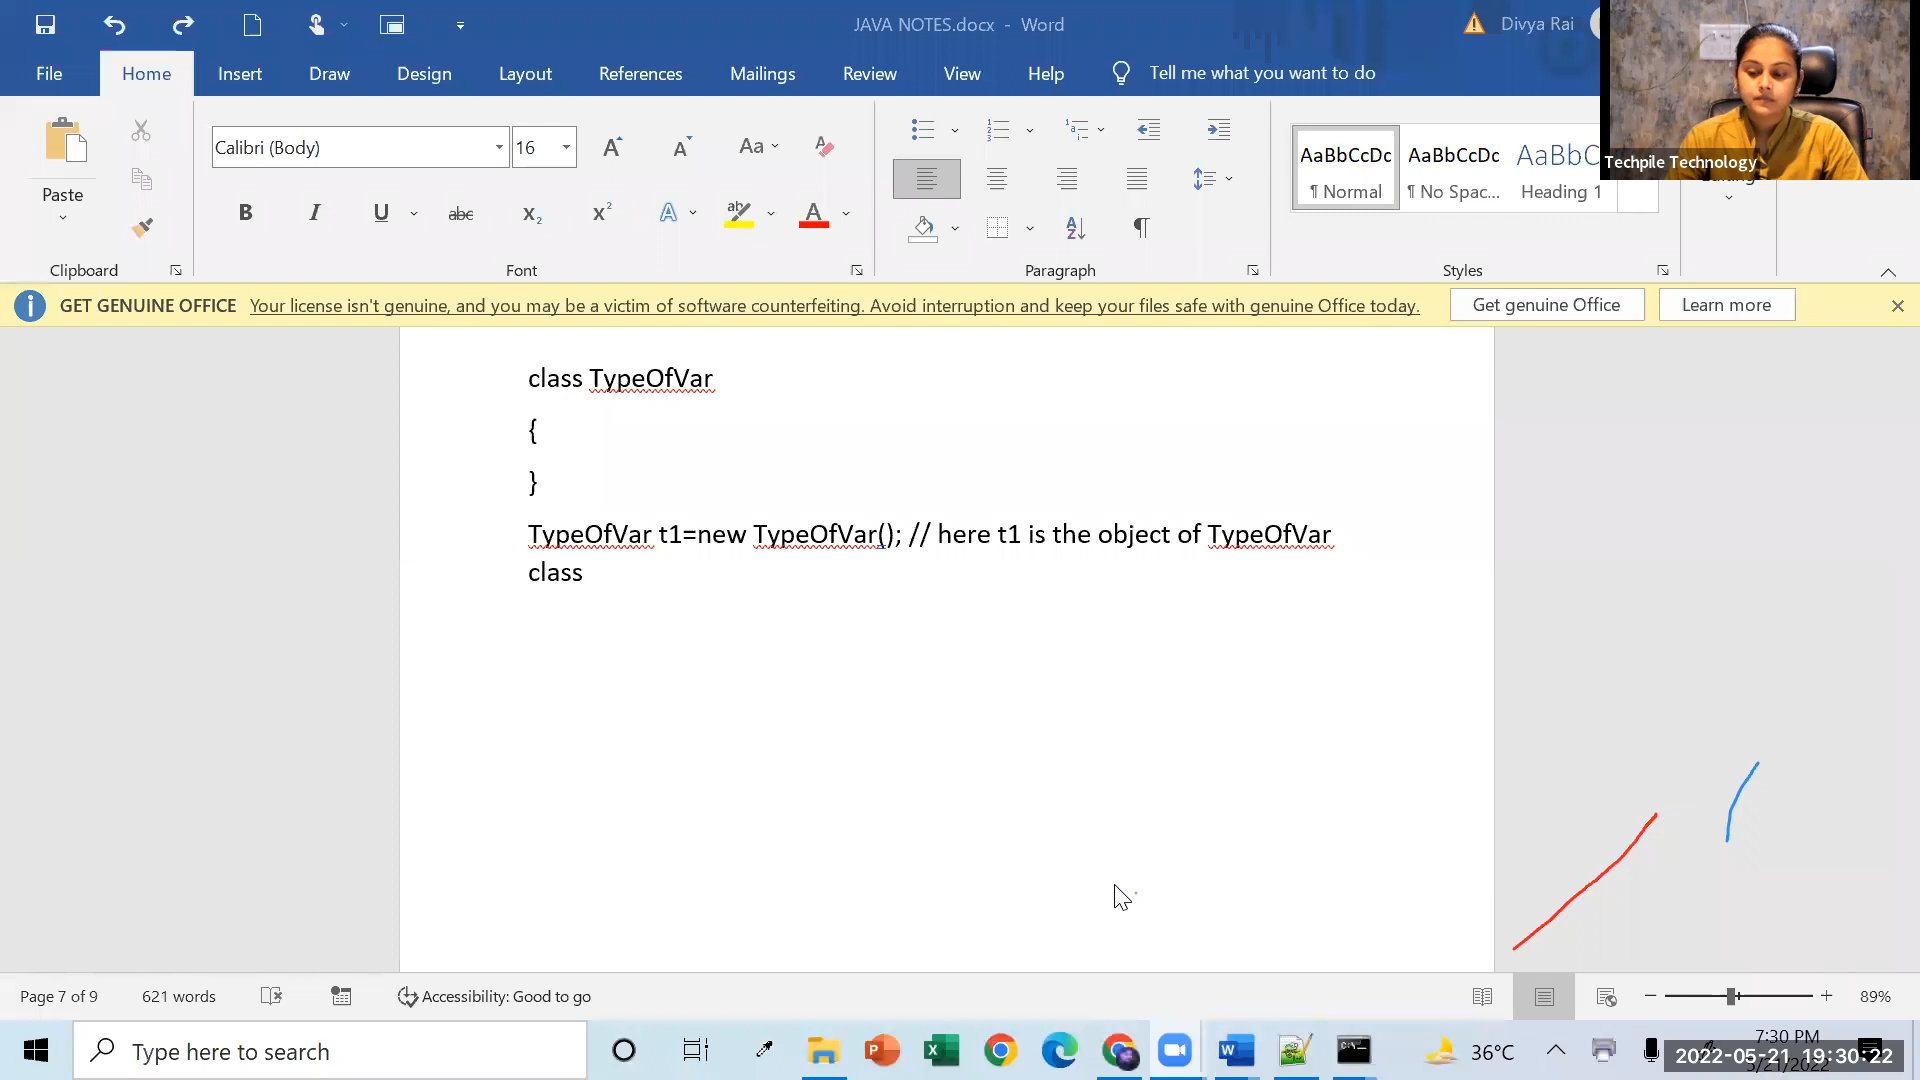 JAVA NOTES.docx - Word
Divya Rai
File Home Insert Draw Design Layout References Mailings Review View Help Tell me what you want to do
Paste
Clipboard
Calibri (Body) 16
Font
Paragraph
AaBbCcDc AaBbCcDc AaBbC
¶ Normal ¶ No Spac... Heading 1
Styles
Editing
Techpile Technology
GET GENUINE OFFICE Your license isn't genuine, and you may be a victim of software counterfeiting. Avoid interruption and keep your files safe with genuine Office today. Get genuine Office Learn more
class TypeOfVar
{
}
TypeOfVar t1=new TypeOfVar(); // here t1 is the object of TypeOfVar
class
Page 7 of 9 621 words Accessibility: Good to go 89%
Type here to search
36°C
7:30 PM
5/21/2022
2022-05-21 19:30:22